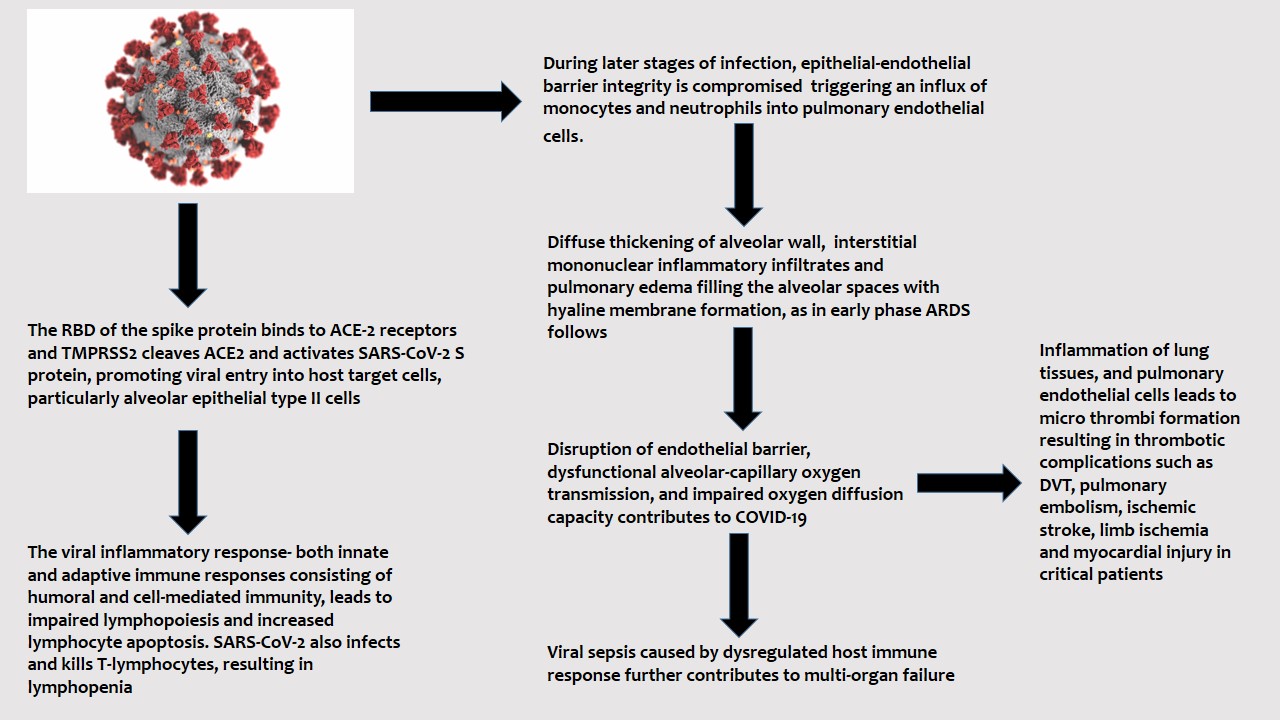 The RBD of the spike protein binds to ACE-2 receptors
and TMPRSS2 cleaves ACE2 and activates SARS-CoV-2 S
protein, promoting viral entry into host target cells,
particularly alveolar epithelial type II cells
The viral inflammatory response- both innate
and adaptive immune responses consisting of
humoral and cell-mediated immunity, leads to
impaired lymphopoiesis and increased
lymphocyte apoptosis. SARS-CoV-2 also infects
and kills T-lymphocytes, resulting in
lymphopenia
During later stages of infection, epithelial-endothelial
barrier integrity is compromised  triggering an influx of
monocytes and neutrophils into pulmonary endothelial
cells.
Diffuse thickening of alveolar wall,  interstitial
mononuclear inflammatory infiltrates and
pulmonary edema filling the alveolar spaces with
hyaline membrane formation, as in early phase ARDS
follows
Disruption of endothelial barrier,
dysfunctional alveolar-capillary oxygen
transmission, and impaired oxygen diffusion
capacity contributes to COVID-19
Viral sepsis caused by dysregulated host immune
response further contributes to multi-organ failure
Inflammation of lung
tissues, and pulmonary
endothelial cells leads to
micro thrombi formation
resulting in thrombotic
complications such as
DVT, pulmonary
embolism, ischemic
stroke, limb ischemia
and myocardial injury in
critical patients